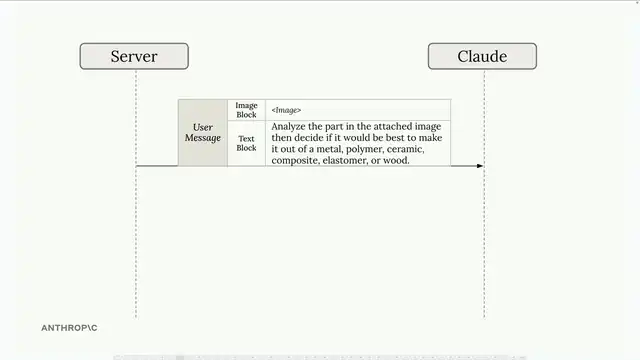 Server
Claude
User
Message
Image
Block
<Image>
Text
Block
Analyze the part in the attached image
then decide if it would be best to make
it out of a metal, polymer, ceramic,
composite, elastomer, or wood.
ANTHROP\C